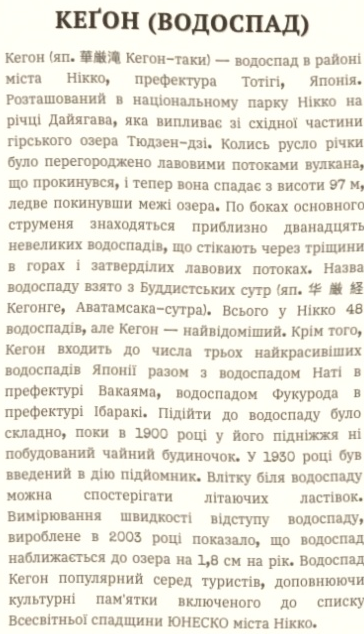 КЕҐОН (ВОДОСПАД)
Кегон (яп. 華厳滝 Кегон-таки) — водоспад в районі
міста Нікко, префектура Тотігі, Японія.
Розташований в національному парку Нікко на
річці Дайягава, яка випливає зі східної частини
гірського озера Тюдзен-дзі. Колись русло річки
було перегороджено лавовими потоками вулкана,
що прокинувся, і тепер вона спадає з висоти 97 м,
ледве покинувши межі озера. По боках основного
струменя знаходяться приблизно дванадцять
невеликих водоспадів, що стікають через тріщини
в горах і затверділих лавових потоках. Назва
водоспаду взято з Буддистських сутр (яп. 华 厳 経
Кегонге, Аватамсака-сутра). Всього у Нікко 48
водоспадів, але Кегон — найвідоміший. Крім того,
Кегон входить до числа трьох найкрасивіших
водоспадів Японії разом з водоспадом Наті в
префектурі Вакаяма, водоспадом Фукурода в
префектурі Ібаракі. Підійти до водоспаду було
складно, поки в 1900 році у його підніжжя ні
побудований чайний будиночок. У 1930 році був
введений в дію підйомник. Влітку біля водоспаду
можна спостерігати літаючих ластівок.
Вимірювання швидкості відступу водоспаду,
вироблене в 2003 році показало, що водоспад
наближається до озера на 1,8 см на рік. Водоспад
Кегон популярний серед туристів, доповнюючи
культурні пам'ятки включеного до списку
Всесвітньої спадщини ЮНЕСКО міста Нікко.